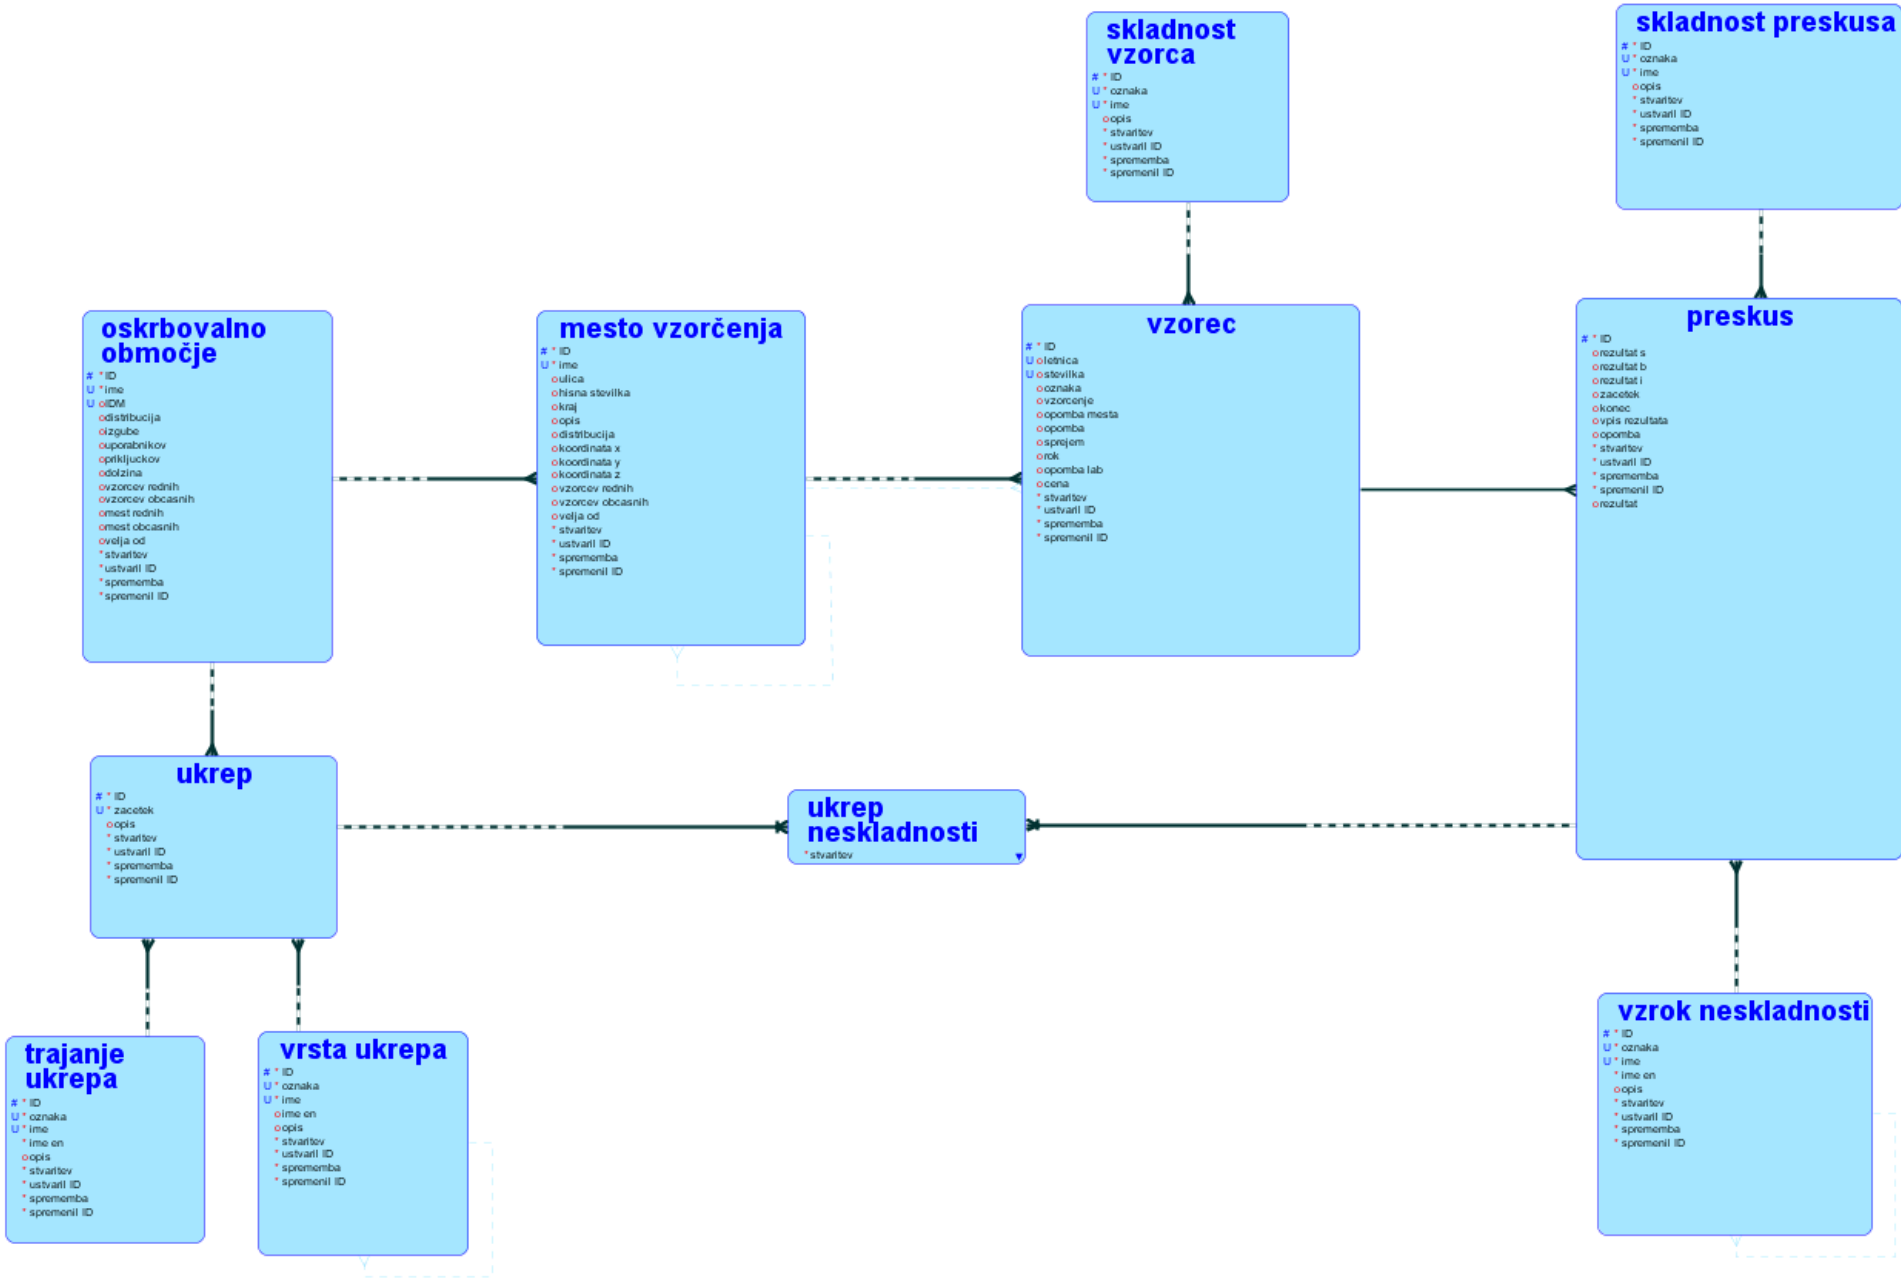 skladnost
vzorca
# * ID
U * oznaka
U * ime
o opis
* stvaritev
* ustvaril ID
* sprememba
* spremenil ID
skladnost preskusa
# * ID
U * oznaka
U * ime
o opis
* stvaritev
* ustvaril ID
* sprememba
* spremenil ID
oskrbovalno
območje
# * ID
U * ime
U o IDM
o distribucija
o izgube
o uporabnikov
o prikljuckov
o dolzina
o vzorcev rednih
o vzorcev obcasnih
o mest rednih
o mest obcasnih
o velja od
* stvaritev
* ustvaril ID
* sprememba
* spremenil ID
mesto vzorčenja
# * ID
U * ime
o ulica
o hisna stevilka
o kraj
o opis
o distribucija
o koordinata x
o koordinata y
o koordinata z
o vzorcev rednih
o vzorcev obcasnih
o velja od
* stvaritev
* ustvaril ID
* sprememba
* spremenil ID
vzorec
# * ID
U o letnica
U o stevilka
o oznaka
o vzorcenje
o opomba mesta
o opomba
o sprejem
o rok
o opomba lab
o cena
* stvaritev
* ustvaril ID
* sprememba
* spremenil ID
preskus
# * ID
o rezultat s
o rezultat b
o rezultat i
o zacetek
o konec
o vpis rezultata
o opomba
* stvaritev
* ustvaril ID
* sprememba
* spremenil ID
o rezultat
ukrep
# * ID
U * zacetek
o opis
* stvaritev
* ustvaril ID
* sprememba
* spremenil ID
ukrep
neskladnosti
* stvaritev
trajanje
ukrepa
# * ID
U * oznaka
U * ime
* ime en
o opis
* stvaritev
* ustvaril ID
* sprememba
* spremenil ID
vrsta ukrepa
# * ID
U * oznaka
U * ime
o ime en
o opis
* stvaritev
* ustvaril ID
* sprememba
* spremenil ID
vzrok neskladnosti
# * ID
U * oznaka
U * ime
* ime en
o opis
* stvaritev
* ustvaril ID
* sprememba
* spremenil ID